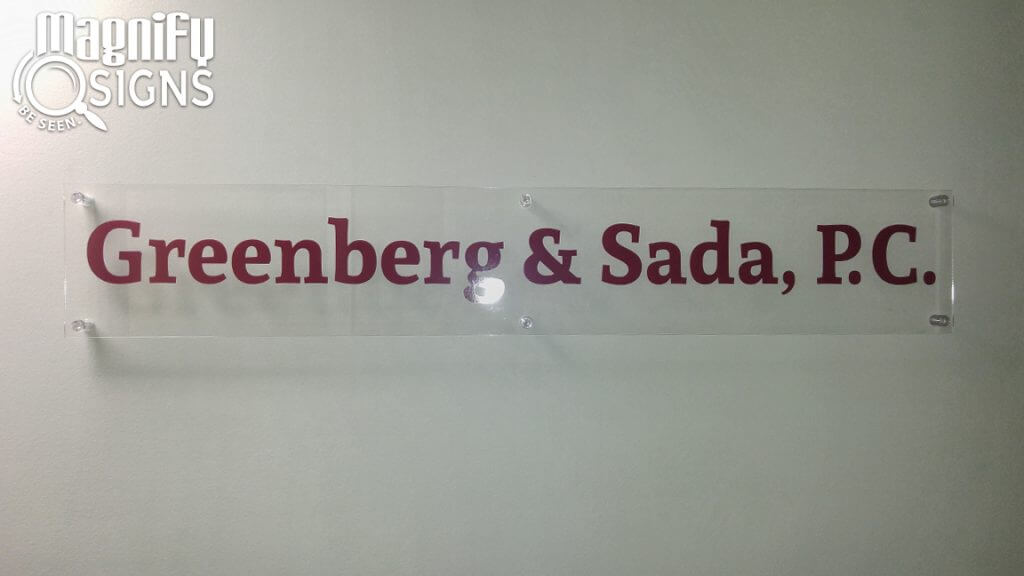 MagniFy
SIGNS
BE SEEN.
Greenberg & Sada, P.C.